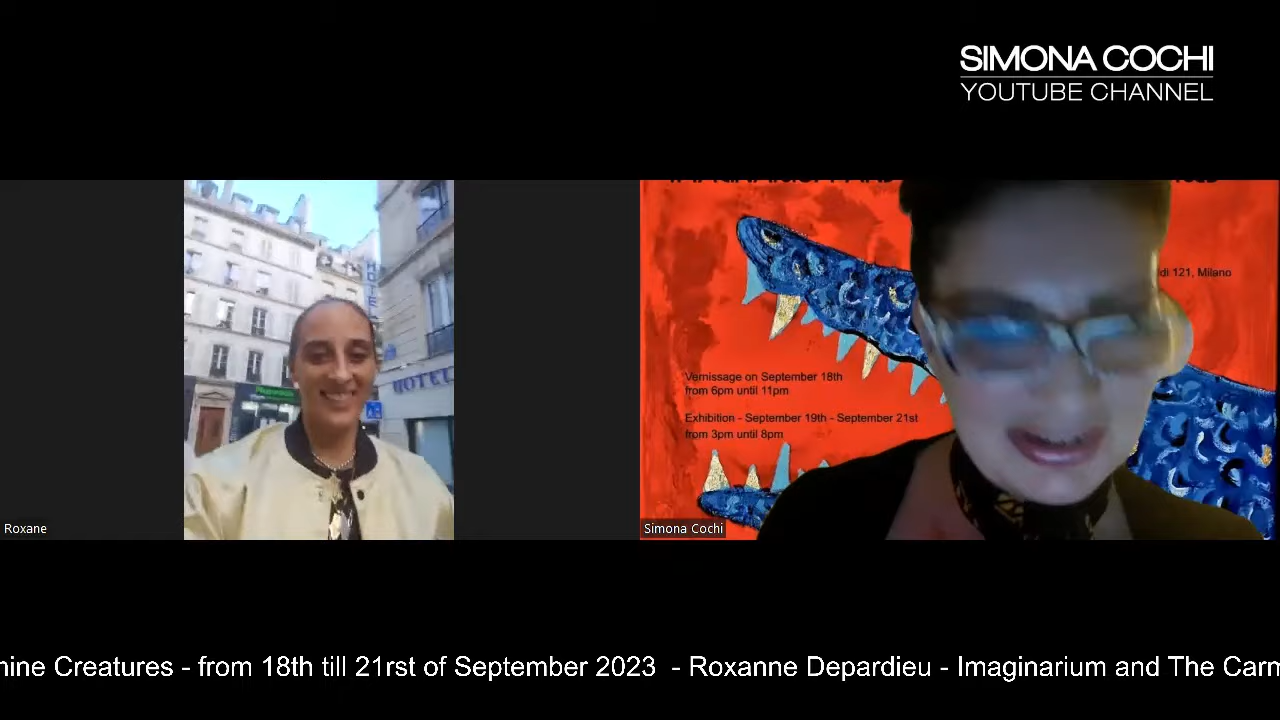 SIMONA COCHI
YOUTUBE CHANNEL
di 121, Milano
HOTEL
HOTEL
Vernissage on September 18th
from 6pm until 11pm
Exhibition - September 19th - September 21st
from 3pm until 8pm
Roxane
Simona Cochi
nine Creatures - from 18th till 21rst of September 2023 - Roxanne Depardieu - Imaginarium and The Carn